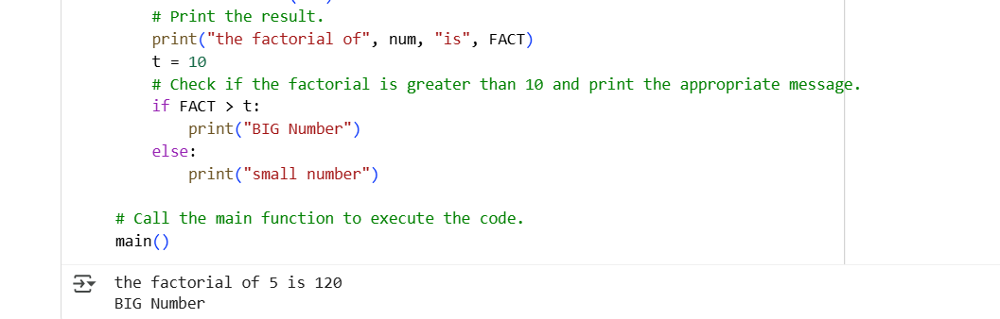 # Print the result.
print("the factorial of", num, "is", FACT)
t = 10
# Check if the factorial is greater than 10 and print the appropriate message.
if FACT > t:
print("BIG Number")
else:
print("small number")
# Call the main function to execute the code.
main()
the factorial of 5 is 120
BIG Number